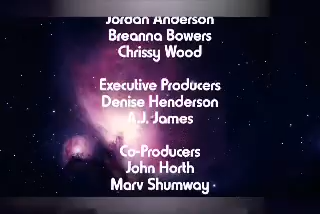 Jordan Anderson
Breanna Bowers
Chrissy Wood
Executive Producers
Denise Henderson
A.J. James
Co-Producers
John Horth
Marv Shumway